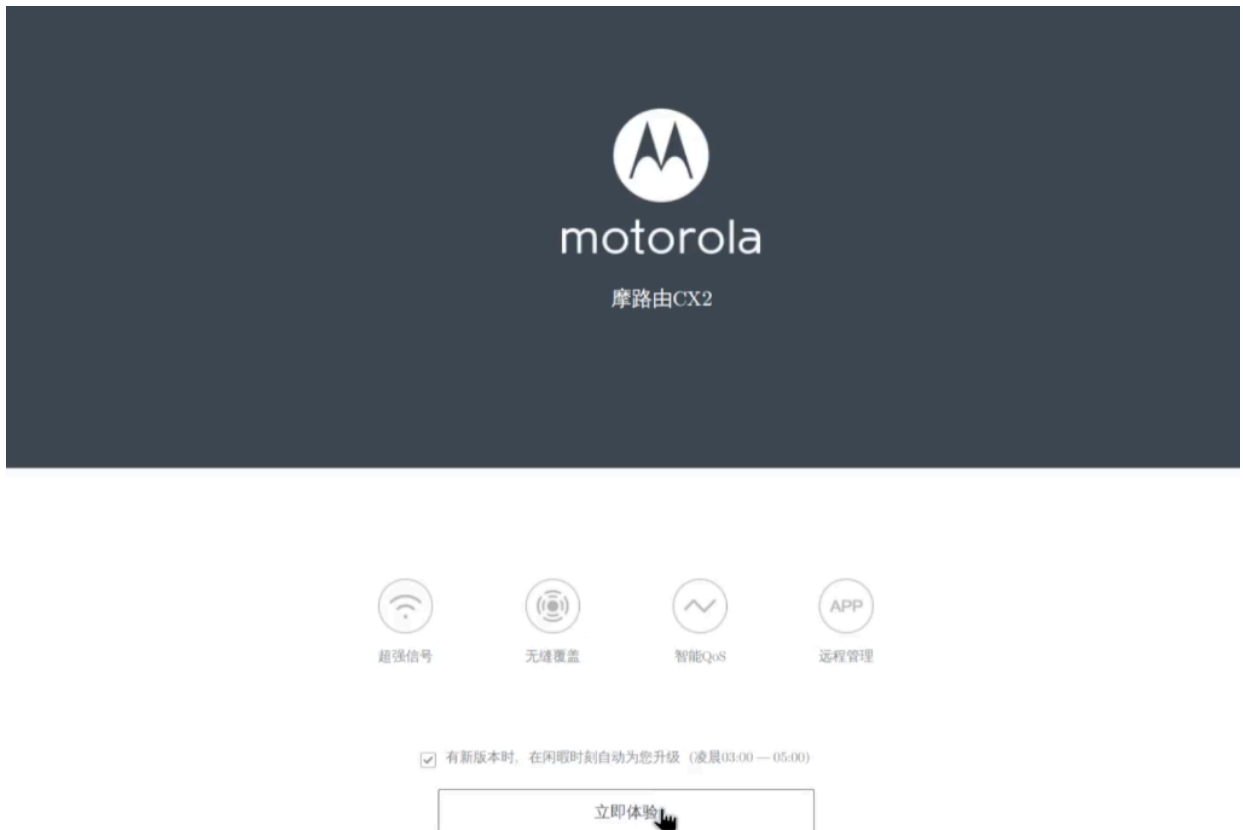 motorola
摩路由CX2
APP
超强信号 无缝覆盖 智能QoS 远程管理
有新版本时，在闲暇时刻自动为您升级（凌晨03:00 — 05:00）
立即体验